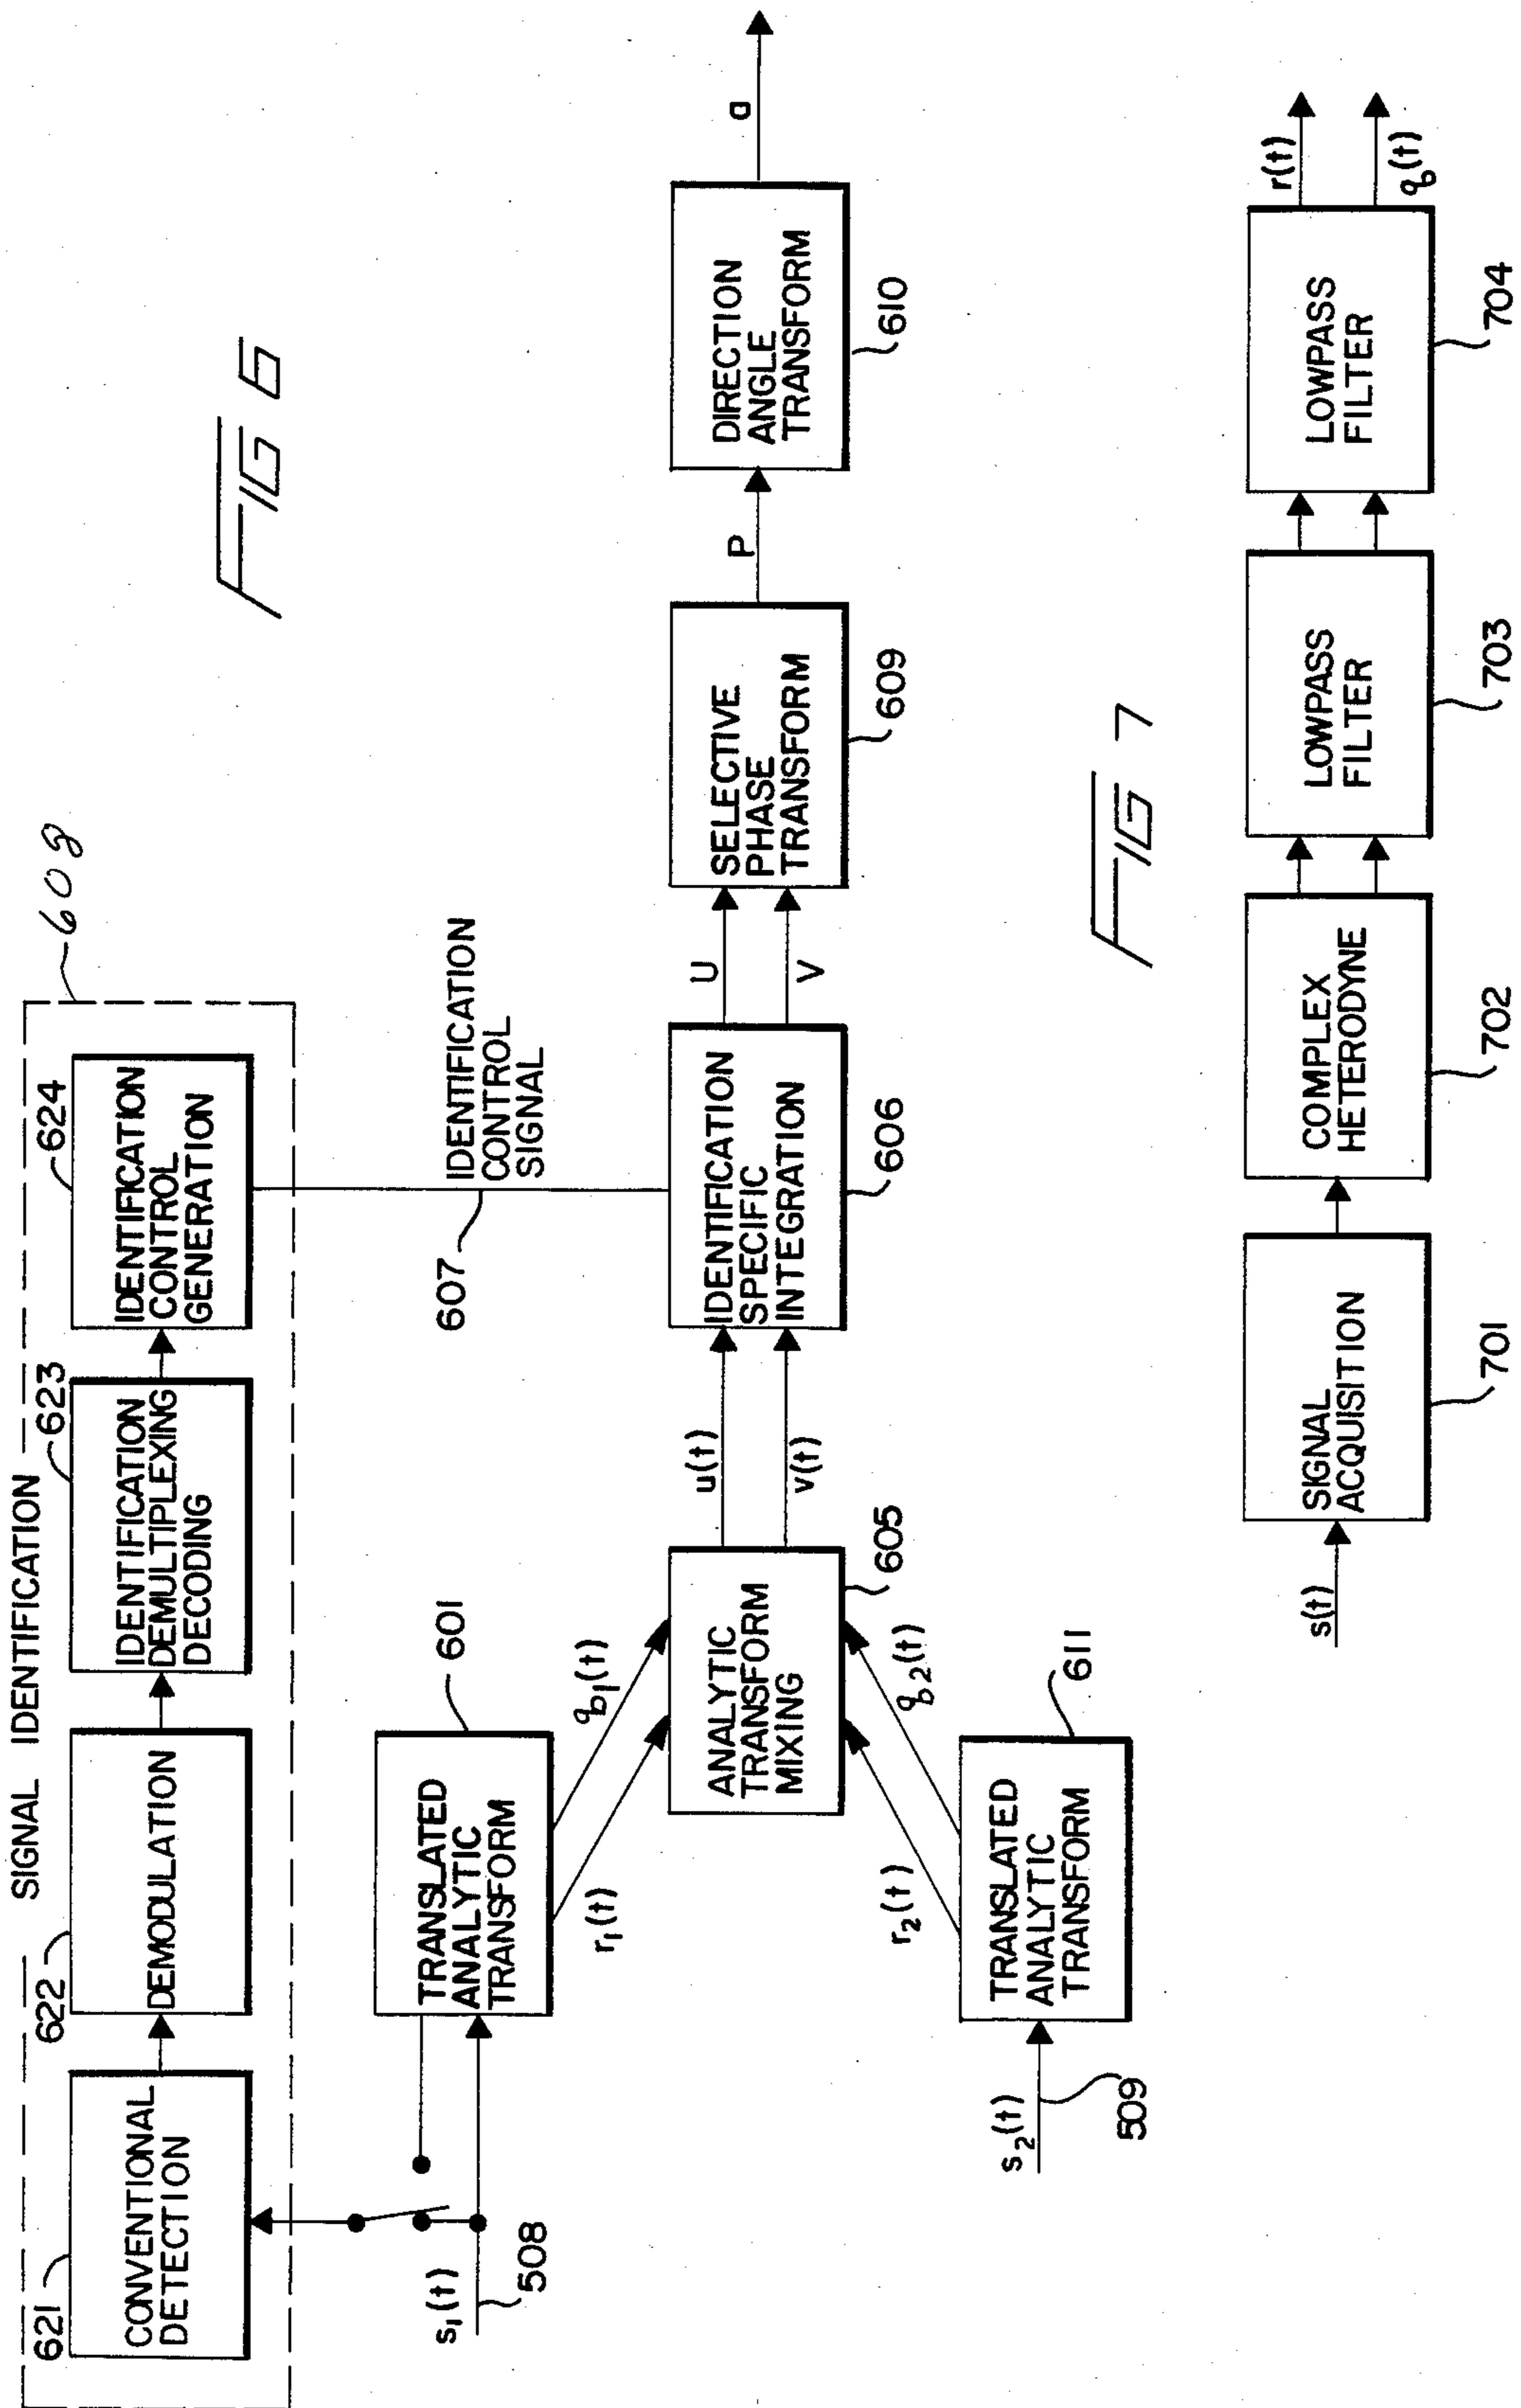 FIG 6
SIGNAL IDENTIFICATION
608
621
CONVENTIONAL
DETECTION
622
DEMODULATION
623
IDENTIFICATION
DEMULTIPLEXING
DECODING
624
IDENTIFICATION
CONTROL
GENERATION
s1(t)
508
601
TRANSLATED
ANALYTIC
TRANSFORM
r1(t)
q1(t)
607
IDENTIFICATION
CONTROL
SIGNAL
ANALYTIC
TRANSFORM
MIXING
605
u(t)
v(t)
IDENTIFICATION
SPECIFIC
INTEGRATION
606
U
V
SELECTIVE
PHASE
TRANSFORM
609
P
DIRECTION
ANGLE
TRANSFORM
610
a
s2(t)
509
611
TRANSLATED
ANALYTIC
TRANSFORM
r2(t)
q2(t)
FIG 7
s(t)
SIGNAL
ACQUISITION
701
COMPLEX
HETERODYNE
702
LOWPASS
FILTER
703
LOWPASS
FILTER
704
r(t)
q(t)